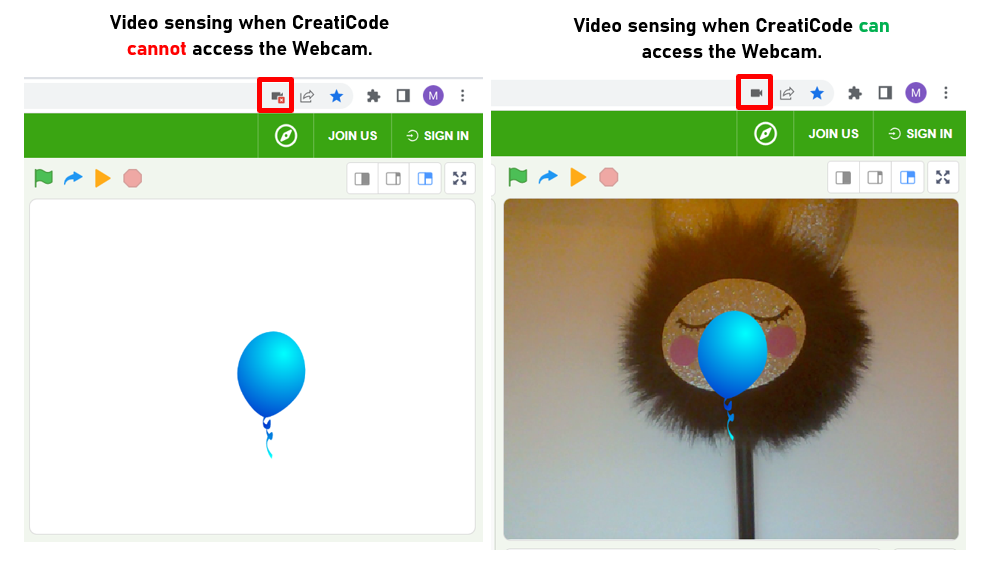 Video sensing when CreatiCode
cannot access the Webcam.
M
JOIN US
SIGN IN
Video sensing when CreatiCode can
access the Webcam.
M
JOIN US
SIGN IN